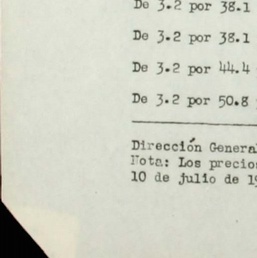 De 3.2 por 38.1
De 3.2 por 38.1
De 3.2 por 44.4
De 3.2 por 50.8
Dirección General
Nota: Los precios
10 de julio de 19